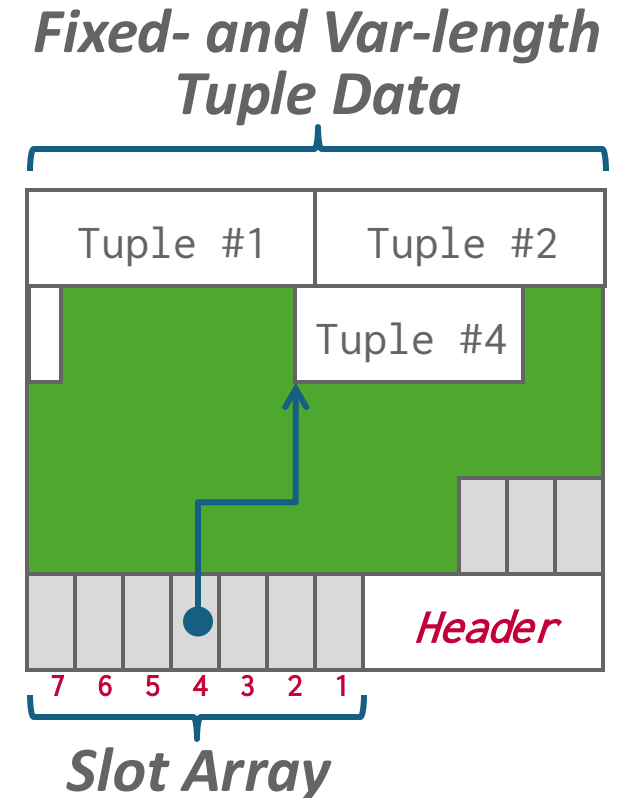 Fixed- and Var-length
Tuple Data
Tuple #1 Tuple #2
Tuple #4
Header
7 6 5 4 3 2 1
Slot Array